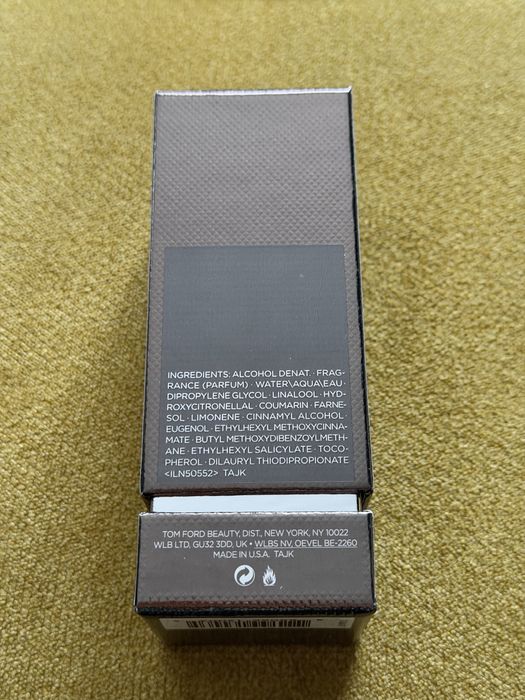 INGREDIENTS: ALCOHOL DENAT. · FRAG-
RANCE (PARFUM) · WATER\AQUA\EAU ·
DIPROPYLENE GLYCOL · LINALOOL · HYD-
ROXYCITRONELLAL · COUMARIN · FARNE-
SOL · LIMONENE · CINNAMYL ALCOHOL ·
EUGENOL · ETHYLHEXYL METHOXYCINNA-
MATE · BUTYL METHOXYDIBENZOYLMETH-
ANE · ETHYLHEXYL SALICYLATE · TOCO-
PHEROL · DILAURYL THIODIPROPIONATE
<ILN50552> TAJK
TOM FORD BEAUTY, DIST., NEW YORK, NY 10022
WLB LTD, GU32 3DD, UK • WLBS NV, OEVEL BE-2260
MADE IN U.S.A. TAJK